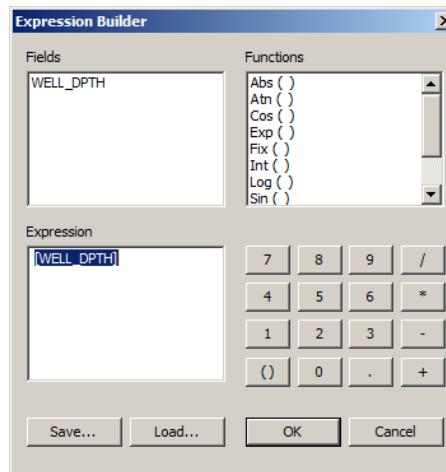 Expression Builder
Fields
Functions
WELL_DPTH
Abs ( )
Atn ( )
Cos ( )
Exp ( )
Fix ( )
Int ( )
Log ( )
Sin ( )
Expression
[WELL_DPTH]
7 8 9 /
4 5 6 *
1 2 3 -
() 0 . +
Save... Load... OK Cancel